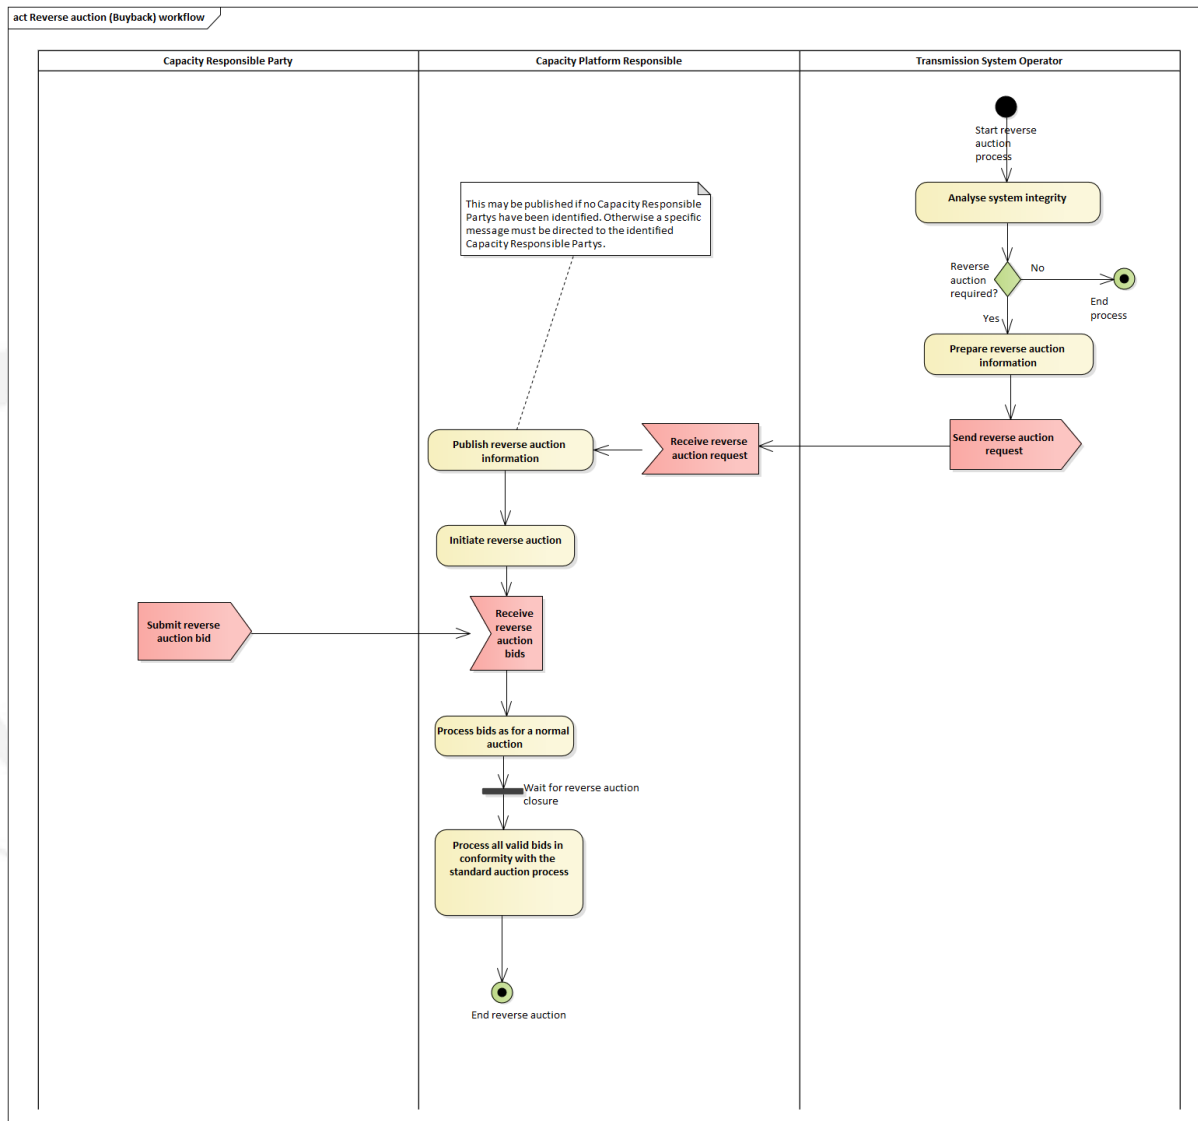 act Reverse auction (Buyback) workflow
Capacity Responsible Party
Capacity Platform Responsible
Transmission System Operator
Start reverse
auction
process
Analyse system integrity
This may be published if no Capacity Responsible
Partys have been identified. Otherwise a specific
message must be directed to the identified
Capacity Responsible Partys.
Reverse
auction
required?
No
End
process
Yes
Prepare reverse auction
information
Send reverse auction
request
Receive reverse
auction request
Publish reverse auction
information
Initiate reverse auction
Submit reverse
auction bid
Receive
reverse
auction
bids
Process bids as for a normal
auction
Wait for reverse auction
closure
Process all valid bids in
conformity with the
standard auction process
End reverse auction